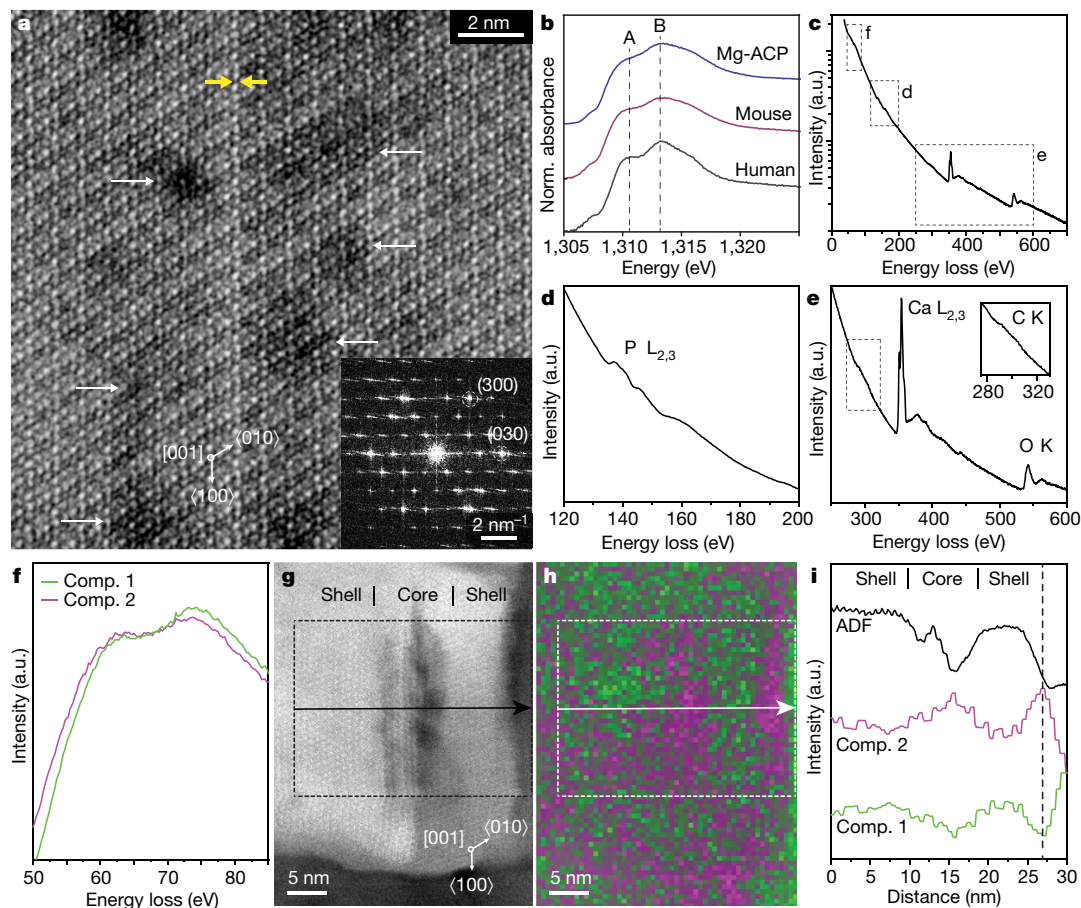 a
2 nm
(300)
(030)
[001]
⟨010⟩
⟨100⟩
2 nm⁻¹
b
A
B
Mg-ACP
Mouse
Human
Norm. absorbance
1,305
1,310
1,315
1,320
Energy (eV)
c
f
d
e
Intensity (a.u.)
0
200
400
600
Energy loss (eV)
d
P L2,3
Intensity (a.u.)
120
140
160
180
200
Energy loss (eV)
e
Ca L2,3
C K
280
320
O K
Intensity (a.u.)
300
400
500
600
Energy loss (eV)
f
Comp. 1
Comp. 2
Intensity (a.u.)
50
60
70
80
Energy loss (eV)
g
Shell
Core
Shell
[001]
⟨010⟩
⟨100⟩
5 nm
h
5 nm
i
Shell
Core
Shell
ADF
Comp. 2
Comp. 1
Intensity (a.u.)
0
5
10
15
20
25
30
Distance (nm)